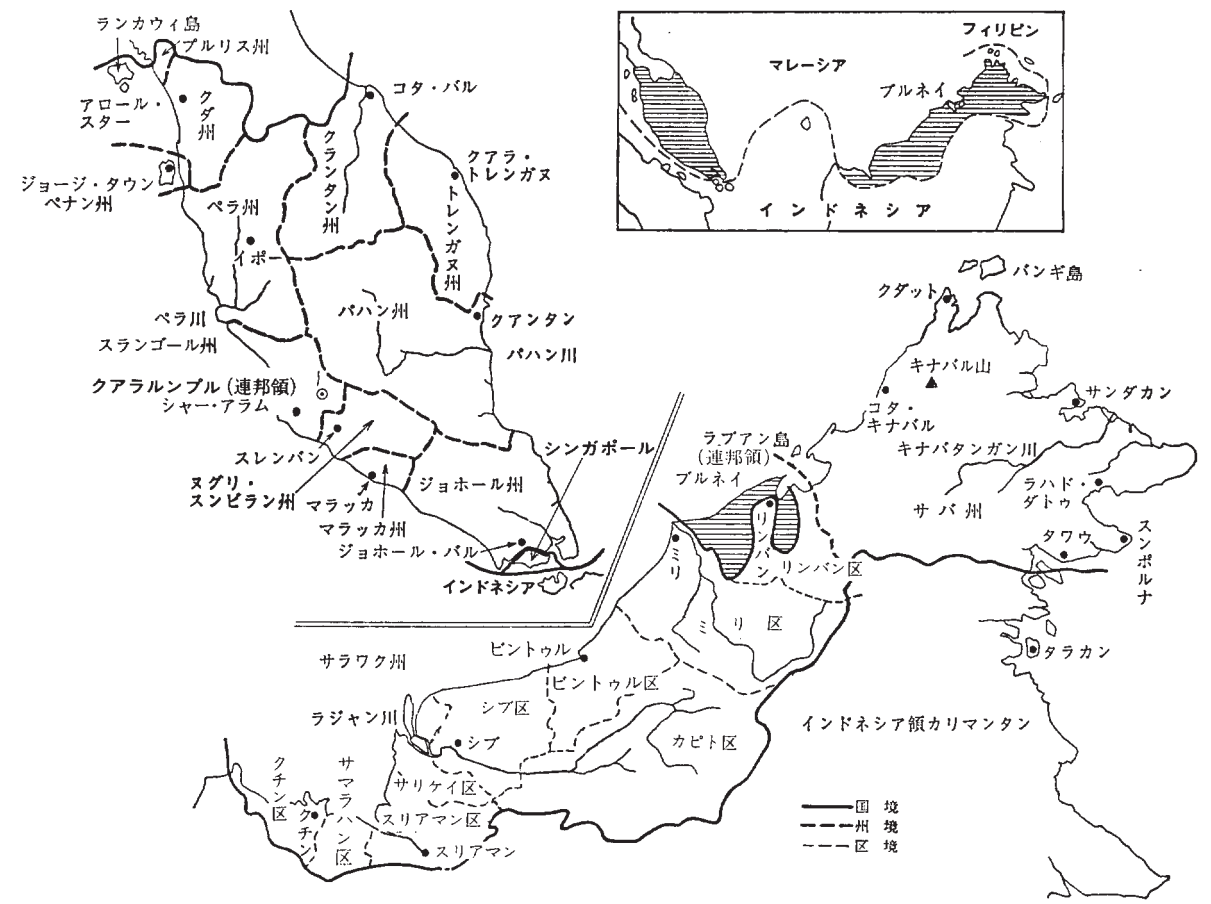 ランカウィ島
プルリス州
アロール・
スター
クダ州
コタ・バル
クランタン州
クアラ・
トレンガヌ
トレンガヌ州
ジョージ・タウン
ペナン州
ペラ州
イポー
ペラ川
スランゴール州
パハン州
クアンタン
パハン川
クアラルンプル(連邦領)
シャー・アラム
スレンバン
ヌグリ・
スンビラン州
マラッカ
マラッカ州
ジョホール州
シンガポール
ジョホール・バル
インドネシア
フィリピン
マレーシア
ブルネイ
インドネシア
バンギ島
クダット
キナバル山
コタ・
キナバル
サンダカン
キナバタンガン川
ラハド・
ダトゥ
サバ州
タワウ
スンポルナ
ラブアン島
(連邦領)
ブルネイ
リンバン
リンバン区
ミリ
ミリ区
ビントゥル
ビントゥル区
サラワク州
シブ区
ラジャン川
シブ
カピト区
サリケイ区
クチン区
クチン
サマラハン区
スリアマン区
スリアマン
タラカン
インドネシア領カリマンタン
国境
州境
区境